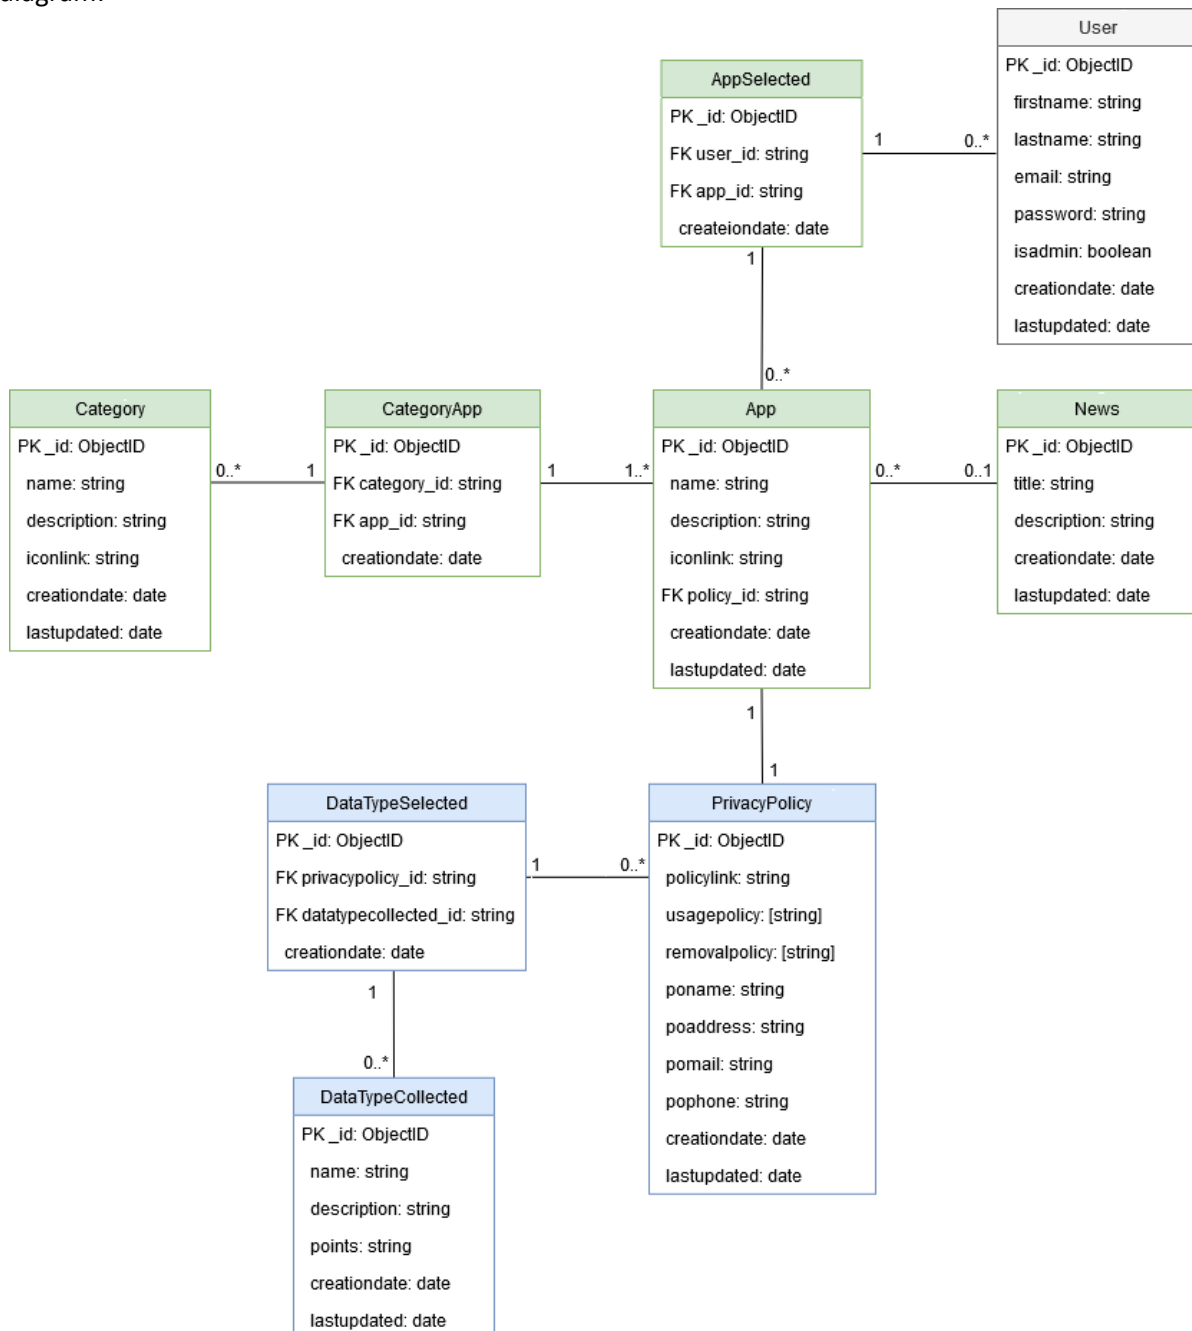 diagram.
User
PK _id: ObjectID
firstname: string
lastname: string
email: string
password: string
isadmin: boolean
creationdate: date
lastupdated: date
AppSelected
PK _id: ObjectID
FK user_id: string
FK app_id: string
createiondate: date
1
0..*
1
0..*
Category
PK _id: ObjectID
name: string
description: string
iconlink: string
creationdate: date
lastupdated: date
0..*
1
CategoryApp
PK _id: ObjectID
FK category_id: string
FK app_id: string
creationdate: date
1
1..*
App
PK _id: ObjectID
name: string
description: string
iconlink: string
FK policy_id: string
creationdate: date
lastupdated: date
0..*
0..1
News
PK _id: ObjectID
title: string
description: string
creationdate: date
lastupdated: date
1
1
DataTypeSelected
PK _id: ObjectID
FK privacypolicy_id: string
FK datatypecollected_id: string
creationdate: date
1
0..*
PrivacyPolicy
PK _id: ObjectID
policylink: string
usagepolicy: [string]
removalpolicy: [string]
poname: string
poaddress: string
pomail: string
pophone: string
creationdate: date
lastupdated: date
1
0..*
DataTypeCollected
PK _id: ObjectID
name: string
description: string
points: string
creationdate: date
lastupdated: date